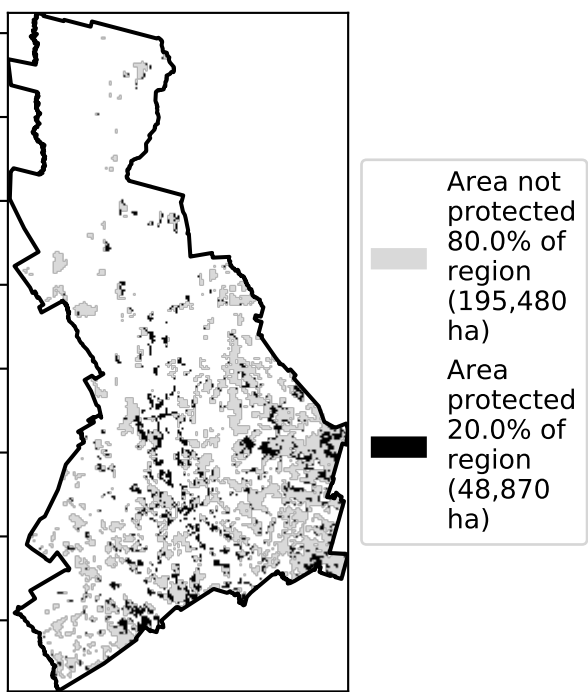 Area not
protected
80.0% of
region
(195,480
ha)
Area
protected
20.0% of
region
(48,870
ha)